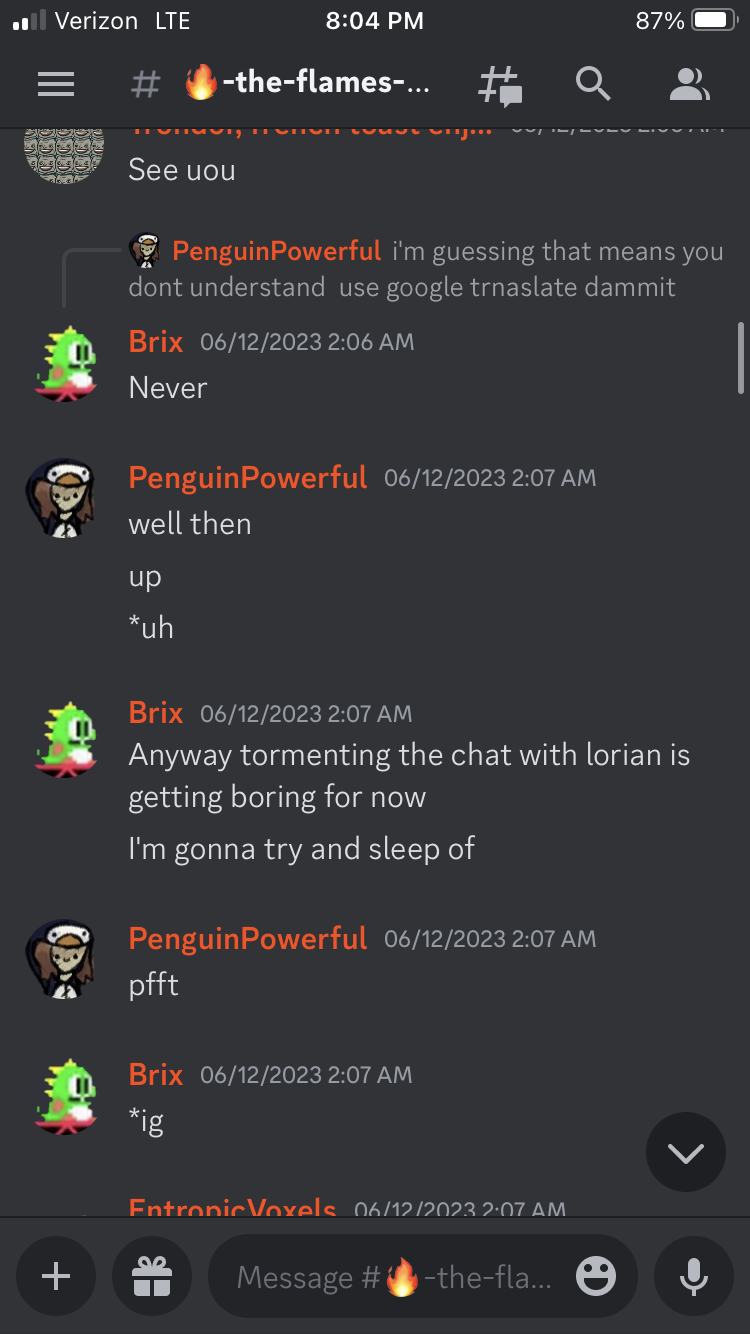 Verizon LTE 8:04 PM 87%
# 🔥-the-flames-...
See uou
PenguinPowerful i'm guessing that means you
dont understand use google trnaslate dammit
Brix 06/12/2023 2:06 AM
Never
PenguinPowerful 06/12/2023 2:07 AM
well then
up
*uh
Brix 06/12/2023 2:07 AM
Anyway tormenting the chat with lorian is
getting boring for now
I'm gonna try and sleep of
PenguinPowerful 06/12/2023 2:07 AM
pfft
Brix 06/12/2023 2:07 AM
*ig
EntropicVoxels 06/12/2023 2:07 AM
Message #🔥-the-fla...